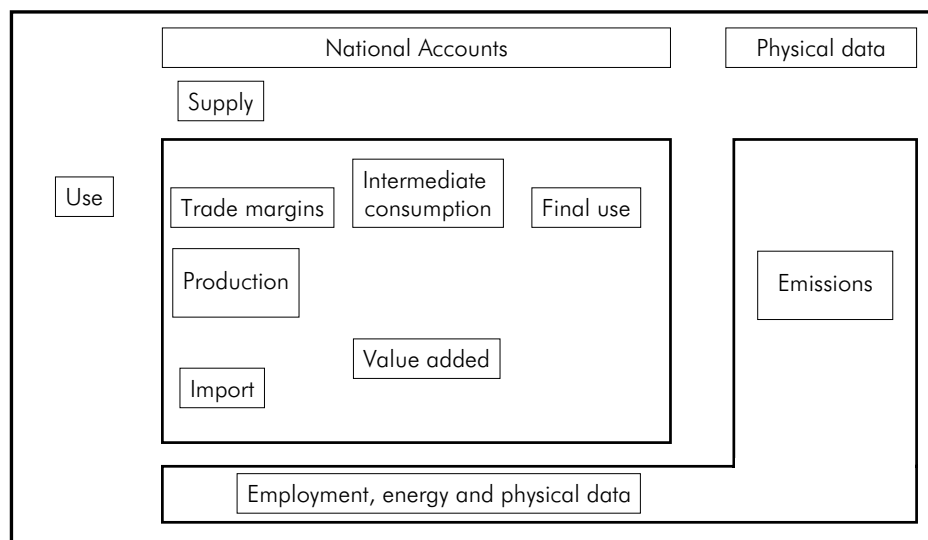 National Accounts
Physical data
Supply
Use
Trade margins
Intermediate
consumption
Final use
Production
Emissions
Value added
Import
Employment, energy and physical data